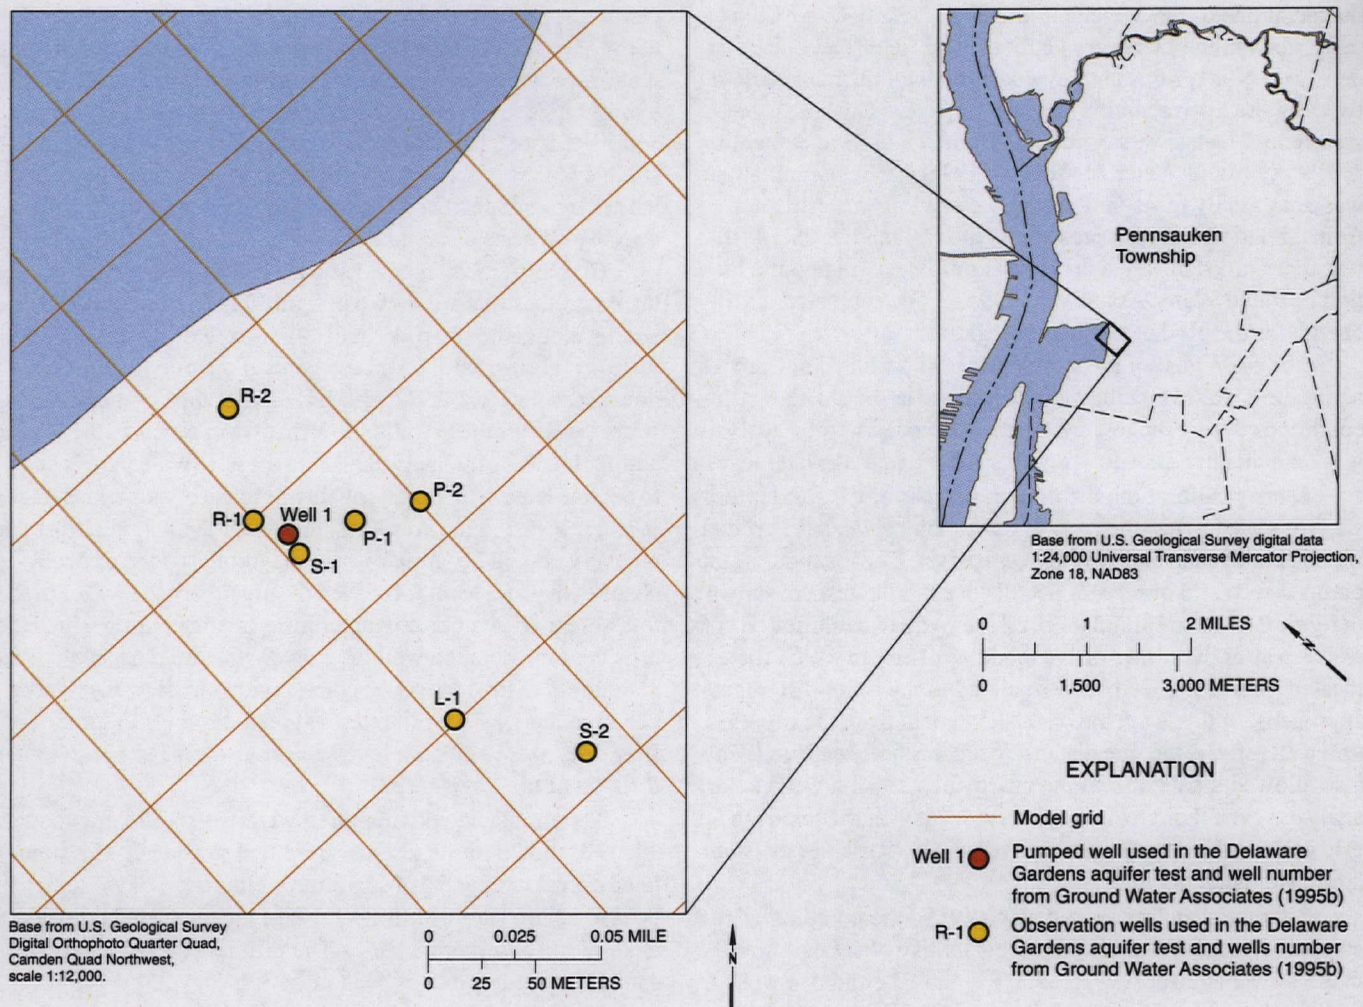 R-2
P-2
R-1
Well 1
P-1
S-1
L-1
S-2
Base from U.S. Geological Survey
Digital Orthophoto Quarter Quad,
Camden Quad Northwest,
scale 1:12,000.
0 0.025 0.05 MILE
0 25 50 METERS
N
Pennsauken
Township
Base from U.S. Geological Survey digital data
1:24,000 Universal Transverse Mercator Projection,
Zone 18, NAD83
0 1 2 MILES
0 1,500 3,000 METERS
N
EXPLANATION
Model grid
Well 1 Pumped well used in the Delaware
Gardens aquifer test and well number
from Ground Water Associates (1995b)
R-1 Observation wells used in the Delaware
Gardens aquifer test and wells number
from Ground Water Associates (1995b)